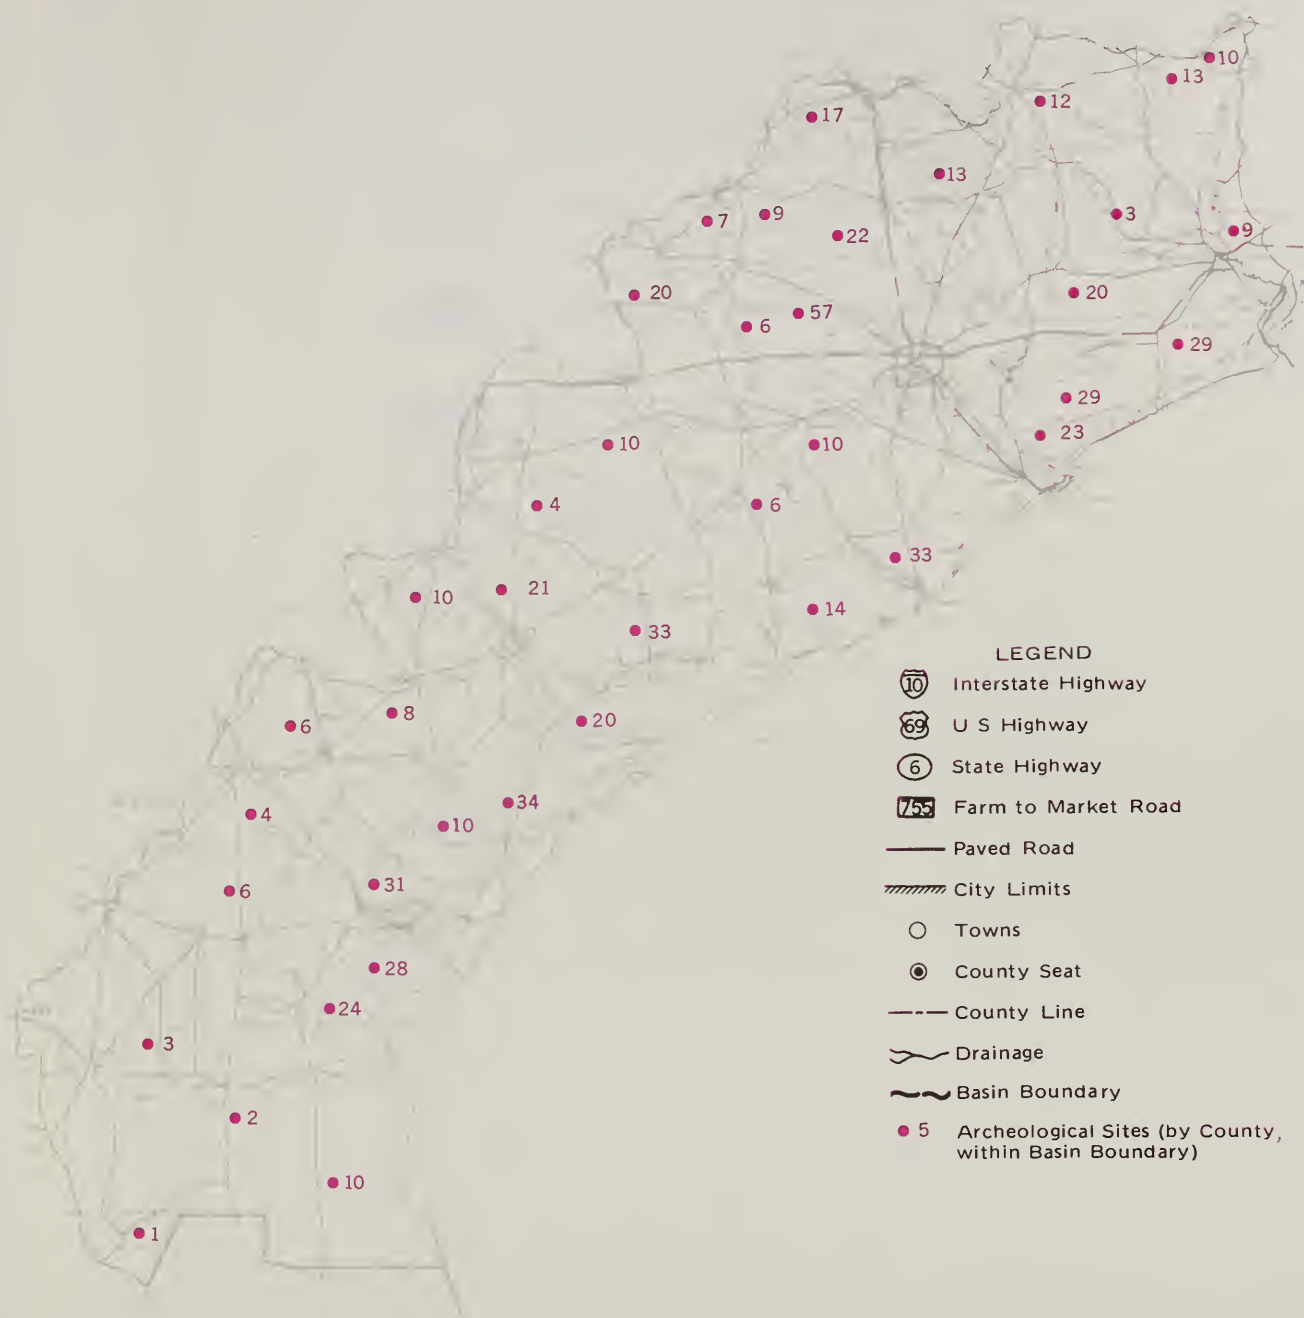 10
13
12
17
13
7
9
3
22
9
20
20
6
57
29
29
23
10
10
4
6
33
10
21
14
33
6
8
20
4
34
10
6
31
28
24
3
2
10
1
LEGEND
10 Interstate Highway
69 U S Highway
6 State Highway
755 Farm to Market Road
Paved Road
City Limits
Towns
County Seat
County Line
Drainage
Basin Boundary
5 Archeological Sites (by County,
within Basin Boundary)